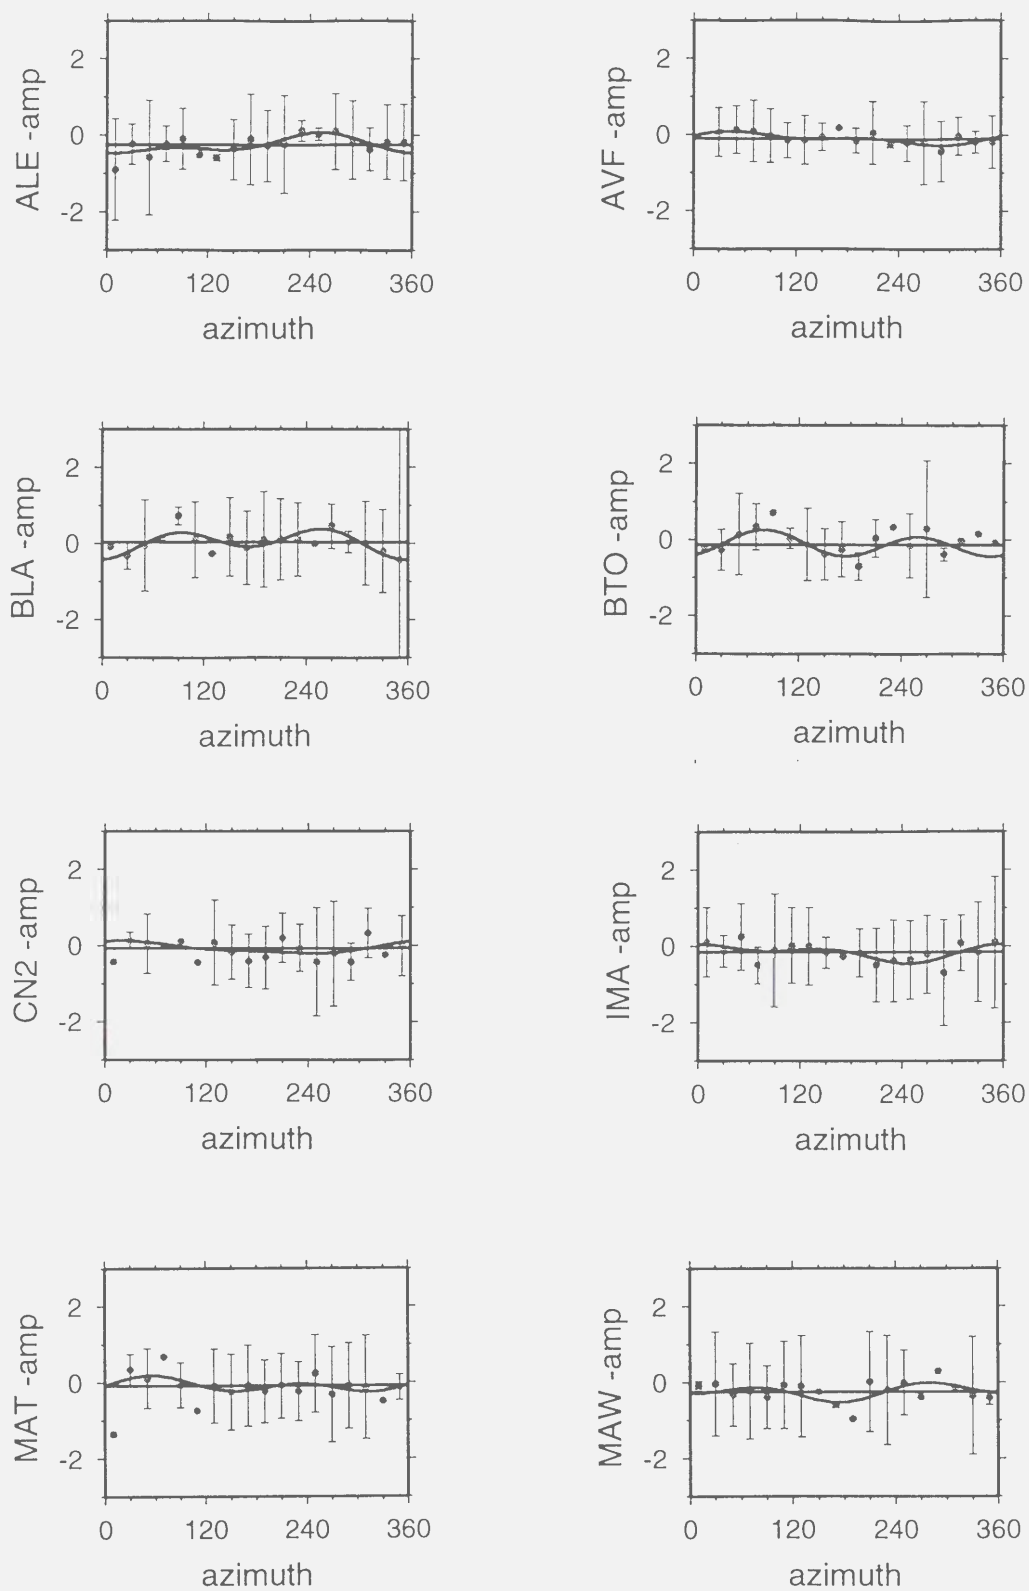 ALE -amp
2
0
-2
0 120 240 360
azimuth
AVF -amp
2
0
-2
0 120 240 360
azimuth
BLA -amp
2
0
-2
0 120 240 360
azimuth
BTO -amp
2
0
-2
0 120 240 360
azimuth
CN2 -amp
2
0
-2
0 120 240 360
azimuth
IMA -amp
2
0
-2
0 120 240 360
azimuth
MAT -amp
2
0
-2
0 120 240 360
azimuth
MAW -amp
2
0
-2
0 120 240 360
azimuth